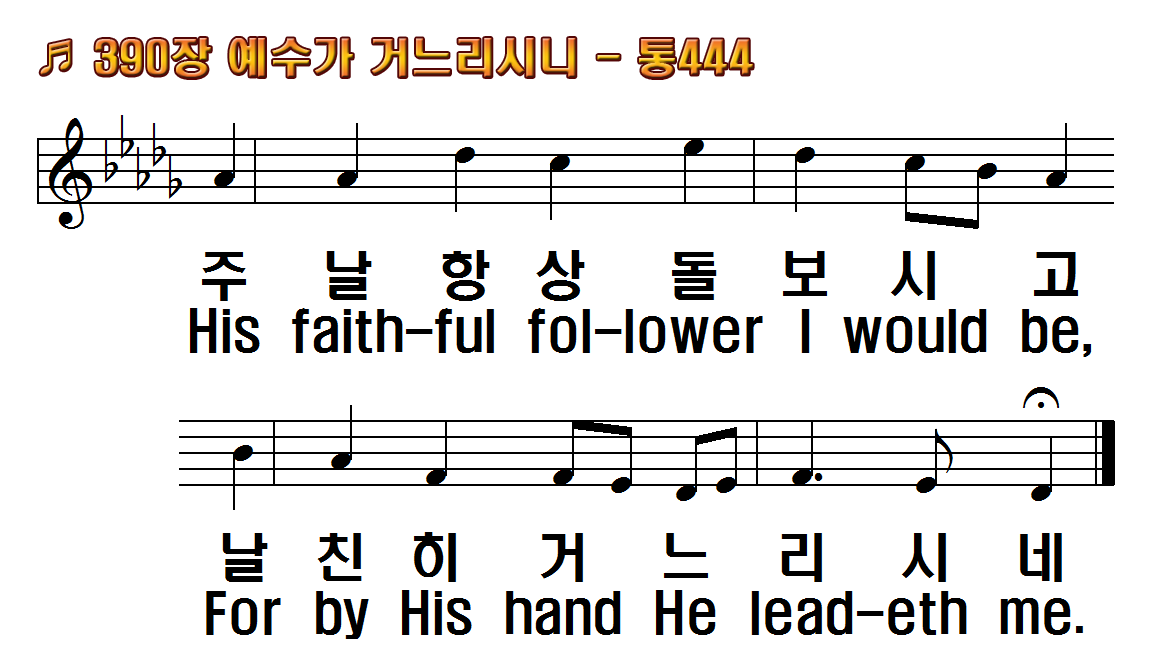 ♬ 390장 예수가 거느리시니 - 통444
주 날 항 상 돌 보 시 고
His faith-ful fol-lower I would be,
날 친 히 거 느 리 시 네
For by His hand He lead-eth me.